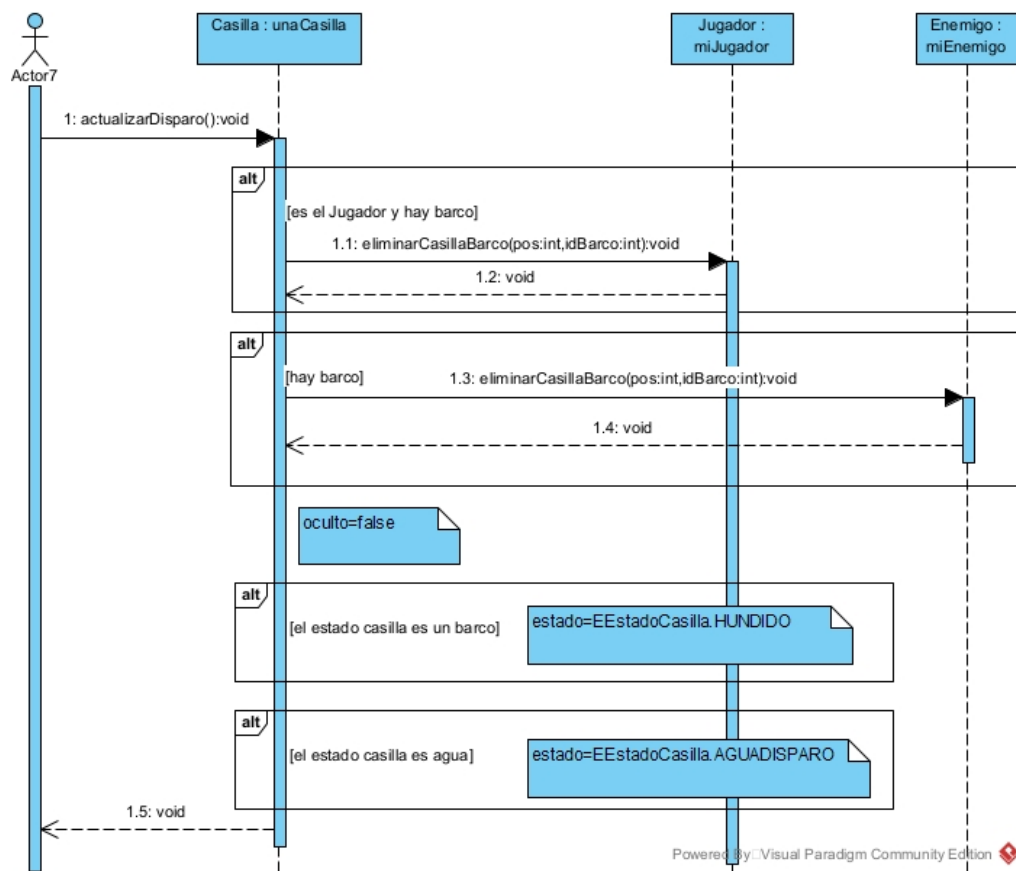 Casilla : unaCasilla
Jugador :
miJugador
Enemigo :
miEnemigo
Actor7
1: actualizarDisparo():void
alt
[es el Jugador y hay barco]
1.1: eliminarCasillaBarco(pos:int,idBarco:int):void
1.2: void
alt
[hay barco]
1.3: eliminarCasillaBarco(pos:int,idBarco:int):void
1.4: void
oculto=false
alt
[el estado casilla es un barco]
estado=EEstadoCasilla.HUNDIDO
alt
[el estado casilla es agua]
estado=EEstadoCasilla.AGUADISPARO
1.5: void
Powered By Visual Paradigm Community Edition